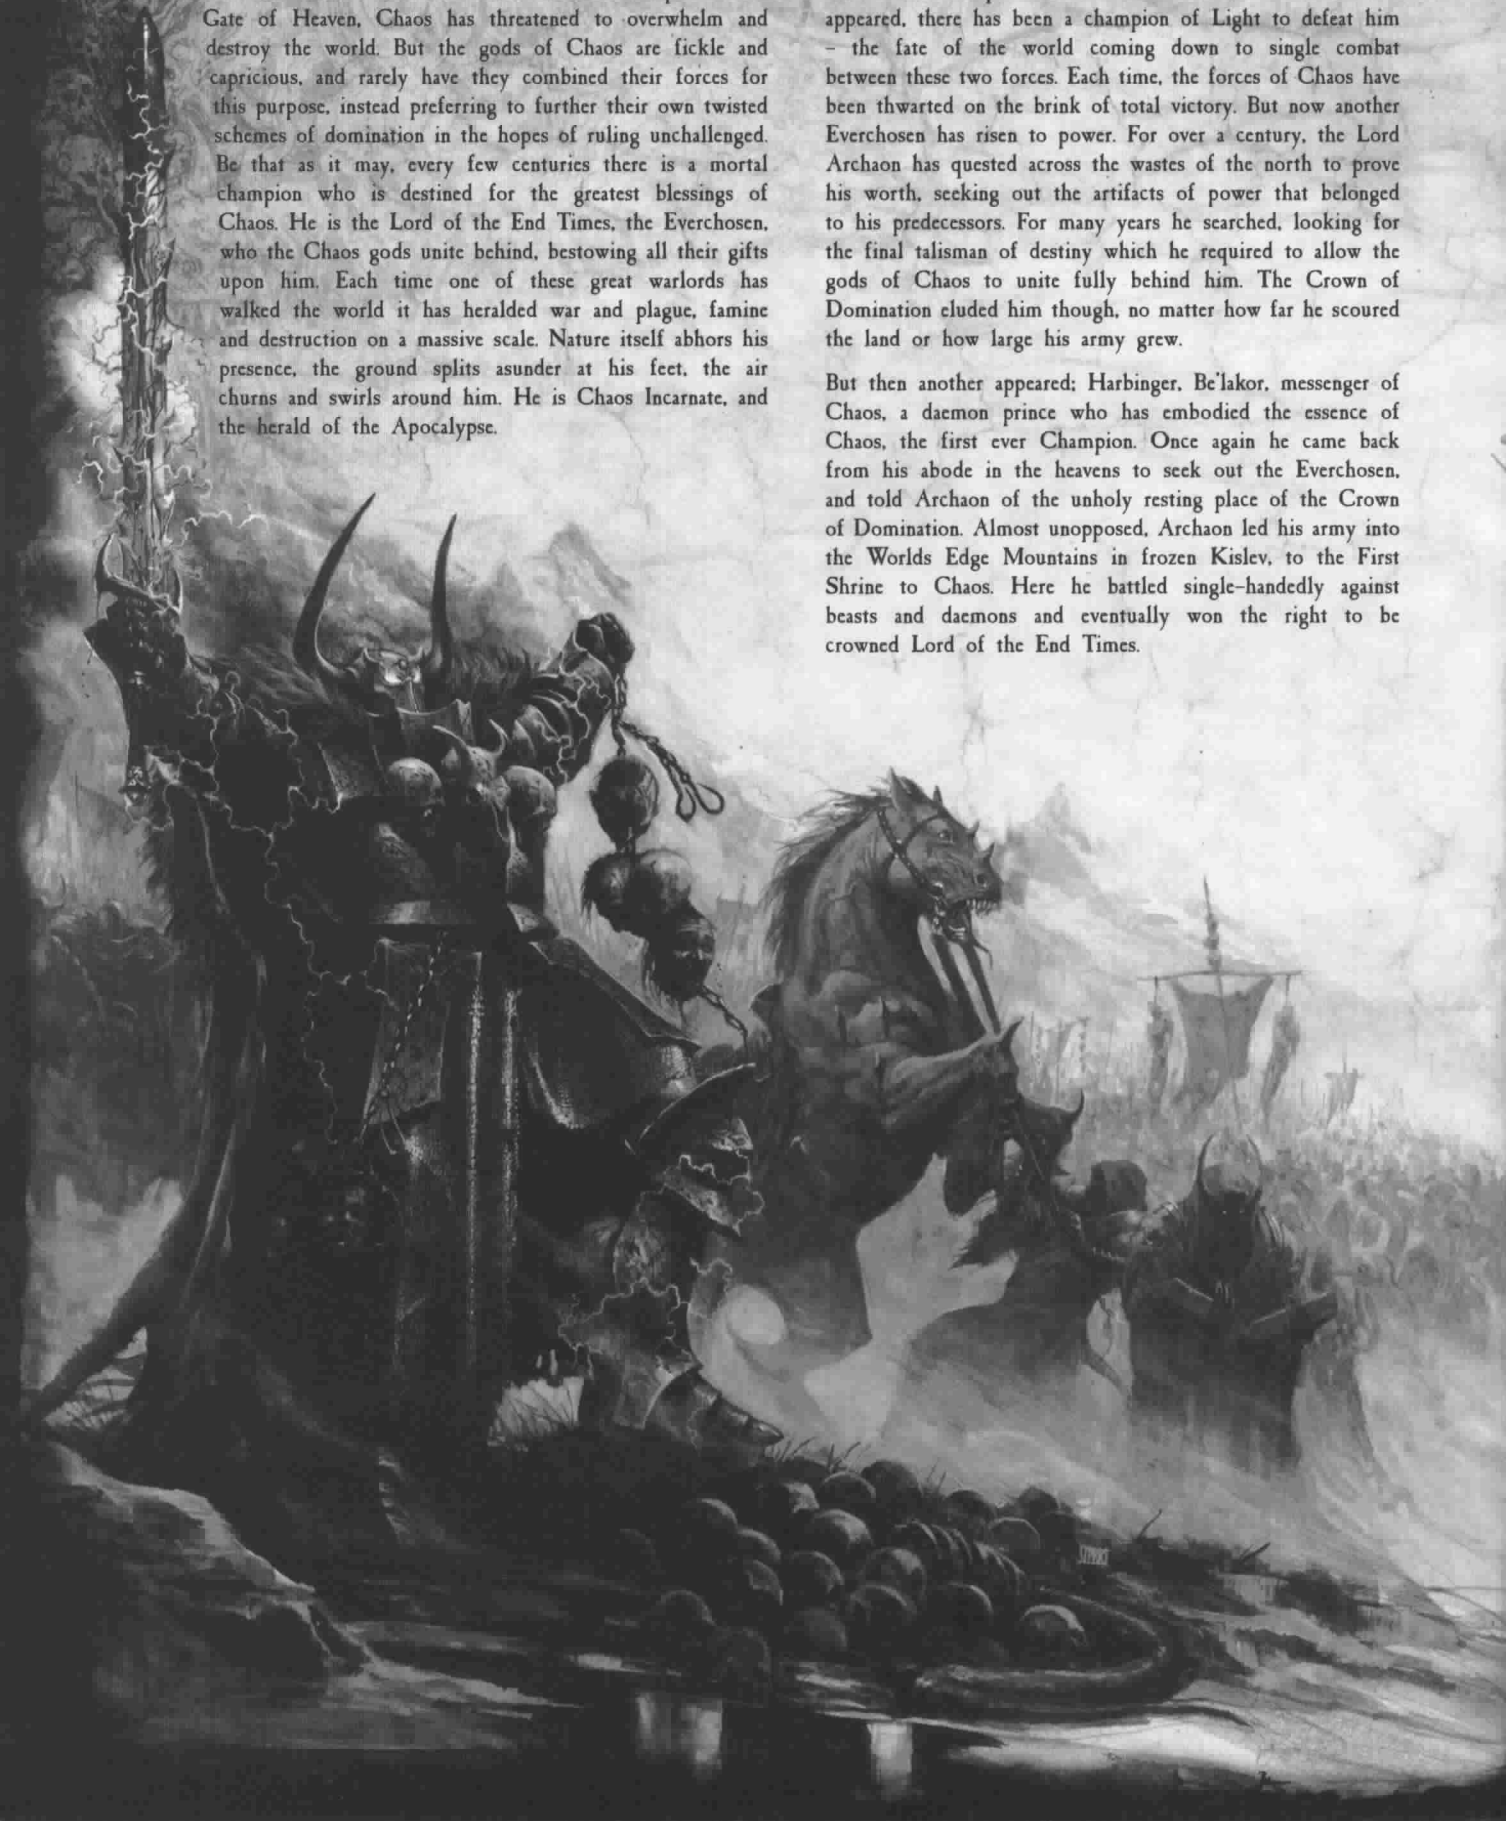 Gate of Heaven, Chaos has threatened to overwhelm and
destroy the world. But the gods of Chaos are fickle and
capricious, and rarely have they combined their forces for
this purpose, instead preferring to further their own twisted
schemes of domination in the hopes of ruling unchallenged.
Be that as it may, every few centuries there is a mortal
champion who is destined for the greatest blessings of
Chaos. He is the Lord of the End Times, the Everchosen,
who the Chaos gods unite behind, bestowing all their gifts
upon him. Each time one of these great warlords has
walked the world it has heralded war and plague, famine
and destruction on a massive scale. Nature itself abhors his
presence, the ground splits asunder at his feet, the air
churns and swirls around him. He is Chaos Incarnate, and
the herald of the Apocalypse.
appeared, there has been a champion of Light to defeat him
– the fate of the world coming down to single combat
between these two forces. Each time, the forces of Chaos have
been thwarted on the brink of total victory. But now another
Everchosen has risen to power. For over a century, the Lord
Archaon has quested across the wastes of the north to prove
his worth, seeking out the artifacts of power that belonged
to his predecessors. For many years he searched, looking for
the final talisman of destiny which he required to allow the
gods of Chaos to unite fully behind him. The Crown of
Domination eluded him though, no matter how far he scoured
the land or how large his army grew.
But then another appeared; Harbinger, Be'lakor, messenger of
Chaos, a daemon prince who has embodied the essence of
Chaos, the first ever Champion. Once again he came back
from his abode in the heavens to seek out the Everchosen,
and told Archaon of the unholy resting place of the Crown
of Domination. Almost unopposed, Archaon led his army into
the Worlds Edge Mountains in frozen Kislev, to the First
Shrine to Chaos. Here he battled single-handedly against
beasts and daemons and eventually won the right to be
crowned Lord of the End Times.